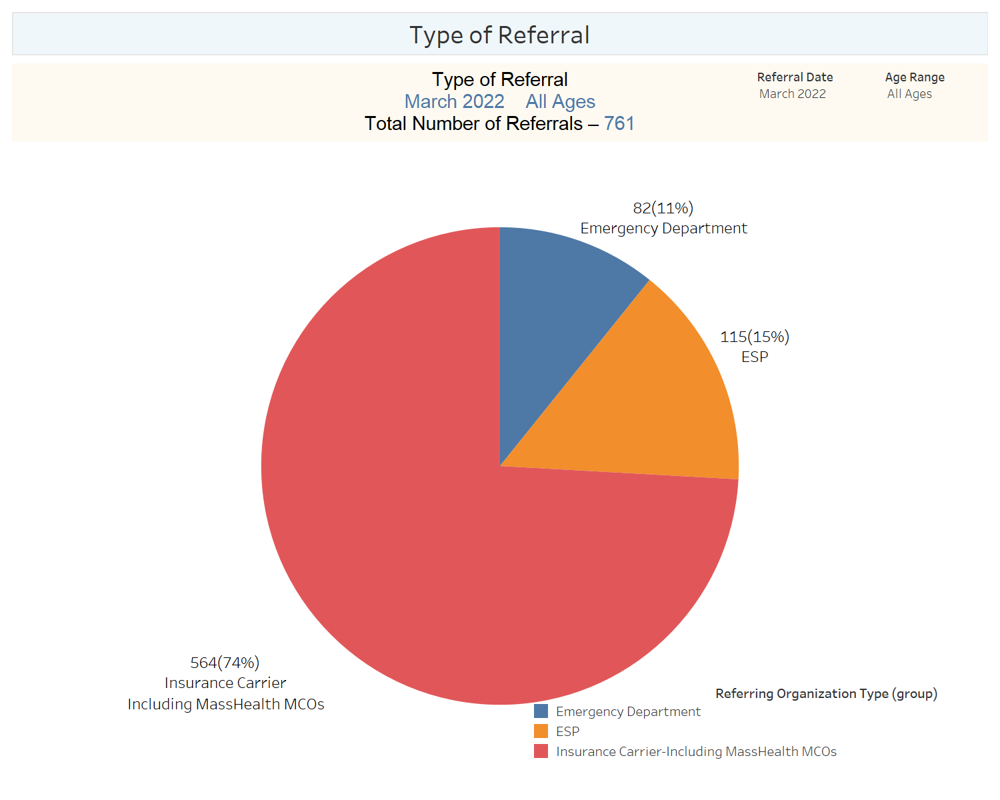 Type of Referral
Type of Referral
March 2022 All Ages
Total Number of Referrals – 761
Referral Date
March 2022
Age Range
All Ages
82(11%)
Emergency Department
115(15%)
ESP
564(74%)
Insurance Carrier
Including MassHealth MCOs
Referring Organization Type (group)
Emergency Department
ESP
Insurance Carrier-Including MassHealth MCOs